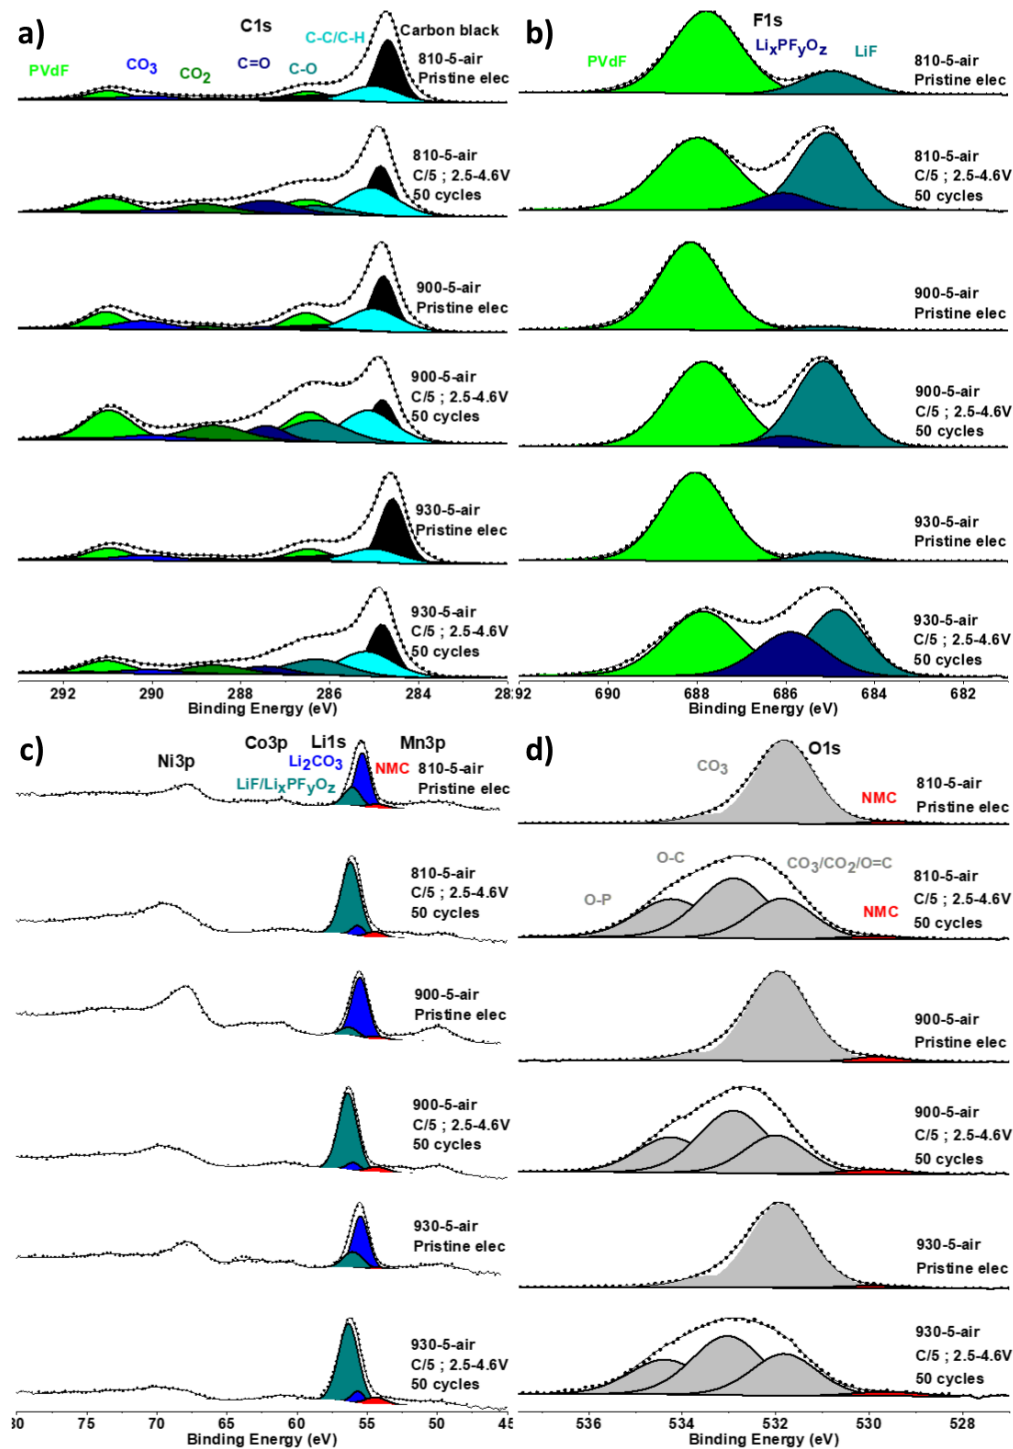 a)
C1s
PVdF
CO3
CO2
C=O
C-O
C-C/C-H
Carbon black
810-5-air
Pristine elec
810-5-air
C/5 ; 2.5-4.6V
50 cycles
900-5-air
Pristine elec
900-5-air
C/5 ; 2.5-4.6V
50 cycles
930-5-air
Pristine elec
930-5-air
C/5 ; 2.5-4.6V
50 cycles
292 290 288 286 284
Binding Energy (eV)
b)
F1s
PVdF
LixPFyOz
LiF
810-5-air
Pristine elec
810-5-air
C/5 ; 2.5-4.6V
50 cycles
900-5-air
Pristine elec
900-5-air
C/5 ; 2.5-4.6V
50 cycles
930-5-air
Pristine elec
930-5-air
C/5 ; 2.5-4.6V
50 cycles
690 688 686 684 682
Binding Energy (eV)
c)
Ni3p
Co3p
Li1s
Mn3p
Li2CO3
NMC
LiF/LixPFyOz
810-5-air
Pristine elec
810-5-air
C/5 ; 2.5-4.6V
50 cycles
900-5-air
Pristine elec
900-5-air
C/5 ; 2.5-4.6V
50 cycles
930-5-air
Pristine elec
930-5-air
C/5 ; 2.5-4.6V
50 cycles
80 75 70 65 60 55 50 45
Binding Energy (eV)
d)
O1s
CO3
NMC
810-5-air
Pristine elec
O-P
O-C
CO3/CO2/O=C
NMC
810-5-air
C/5 ; 2.5-4.6V
50 cycles
900-5-air
Pristine elec
900-5-air
C/5 ; 2.5-4.6V
50 cycles
930-5-air
Pristine elec
930-5-air
C/5 ; 2.5-4.6V
50 cycles
536 534 532 530 528
Binding Energy (eV)